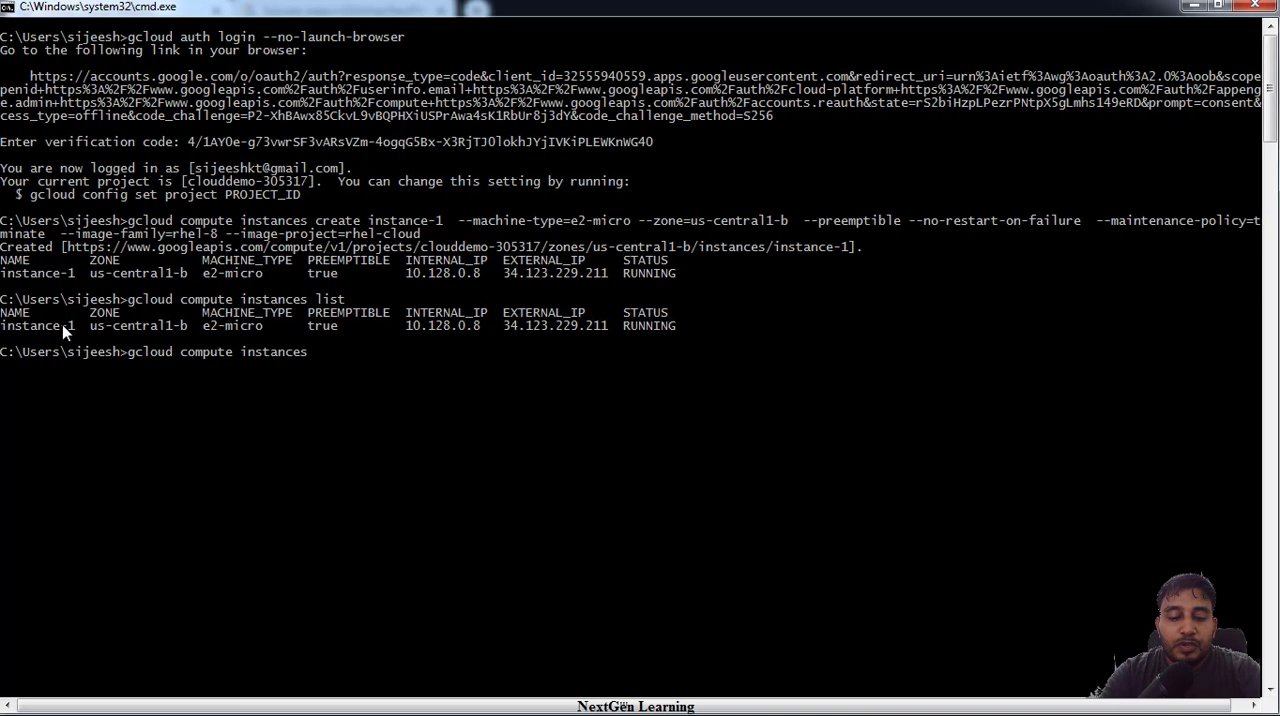 C:\Windows\system32\cmd.exe
C:\Users\sijeesh>gcloud auth login --no-launch-browser
Go to the following link in your browser:
https://accounts.google.com/o/oauth2/auth?response_type=code&client_id=32555940559.apps.googleusercontent.com&redirect_uri=urn%3Aietf%3Awg%3Aoauth%3A2.0%3Aoob&scope
penid+https%3A%2F%2Fwww.googleapis.com%2Fauth%2Fuserinfo.email+https%3A%2F%2Fwww.googleapis.com%2Fauth%2Fcloud-platform+https%3A%2F%2Fwww.googleapis.com%2Fauth%2Fappeng
e.admin+https%3A%2F%2Fwww.googleapis.com%2Fauth%2Fcompute+https%3A%2F%2Fwww.googleapis.com%2Fauth%2Faccounts.reauth&state=rS2biHzpLPezrPNtpX5gLmhs149eRD&prompt=consent&
cess_type=offline&code_challenge=P2-XhBAwx85CkvL9vBQPHXiUSPrAwa4sK1RbUr8j3dY&code_challenge_method=S256
Enter verification code: 4/1AY0e-g73vwrSF3vARsVZm-4ogqG5Bx-X3RjTJ0lokhJYjIVKiPLEWKnWG40
You are now logged in as [sijeeshkt@gmail.com].
Your current project is [clouddemo-305317].  You can change this setting by running:
$ gcloud config set project PROJECT_ID
C:\Users\sijeesh>gcloud compute instances create instance-1  --machine-type=e2-micro --zone=us-central1-b  --preemptible --no-restart-on-failure  --maintenance-policy=t
minate  --image-family=rhel-8 --image-project=rhel-cloud
Created [https://www.googleapis.com/compute/v1/projects/clouddemo-305317/zones/us-central1-b/instances/instance-1].
NAME ZONE MACHINE_TYPE PREEMPTIBLE INTERNAL_IP EXTERNAL_IP STATUS
instance-1 us-central1-b e2-micro true 10.128.0.8 34.123.229.211 RUNNING
C:\Users\sijeesh>gcloud compute instances list
NAME ZONE MACHINE_TYPE PREEMPTIBLE INTERNAL_IP EXTERNAL_IP STATUS
instance-1 us-central1-b e2-micro true 10.128.0.8 34.123.229.211 RUNNING
C:\Users\sijeesh>gcloud compute instances
NextGen Learning